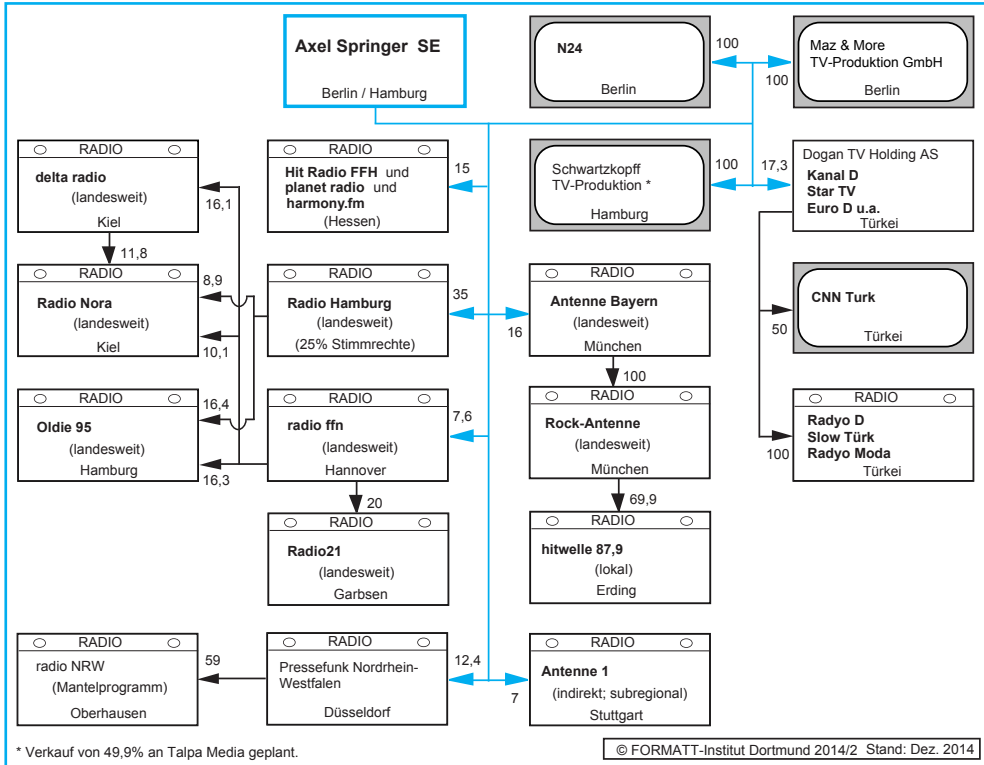 Axel Springer SE
Berlin / Hamburg
N24
Berlin
100
100
Maz & More
TV-Produktion GmbH
Berlin
RADIO
delta radio
(landesweit)
Kiel
16,1
11,8
RADIO
Hit Radio FFH und
planet radio und
harmony.fm
(Hessen)
15
Schwartzkopff
TV-Produktion *
Hamburg
100
17,3
Dogan TV Holding AS
Kanal D
Star TV
Euro D u.a.
Türkei
RADIO
Radio Nora
(landesweit)
Kiel
8,9
10,1
RADIO
Radio Hamburg
(landesweit)
(25% Stimmrechte)
35
16
RADIO
Antenne Bayern
(landesweit)
München
100
CNN Turk
Türkei
50
RADIO
Oldie 95
(landesweit)
Hamburg
16,4
16,3
RADIO
radio ffn
(landesweit)
Hannover
7,6
20
RADIO
Rock-Antenne
(landesweit)
München
69,9
RADIO
Radyo D
Slow Türk
Radyo Moda
Türkei
100
RADIO
Radio21
(landesweit)
Garbsen
RADIO
hitwelle 87,9
(lokal)
Erding
RADIO
radio NRW
(Mantelprogramm)
Oberhausen
59
RADIO
Pressefunk Nordrhein-
Westfalen
Düsseldorf
12,4
7
RADIO
Antenne 1
(indirekt; subregional)
Stuttgart
* Verkauf von 49,9% an Talpa Media geplant.
© FORMATT-Institut Dortmund 2014/2 Stand: Dez. 2014